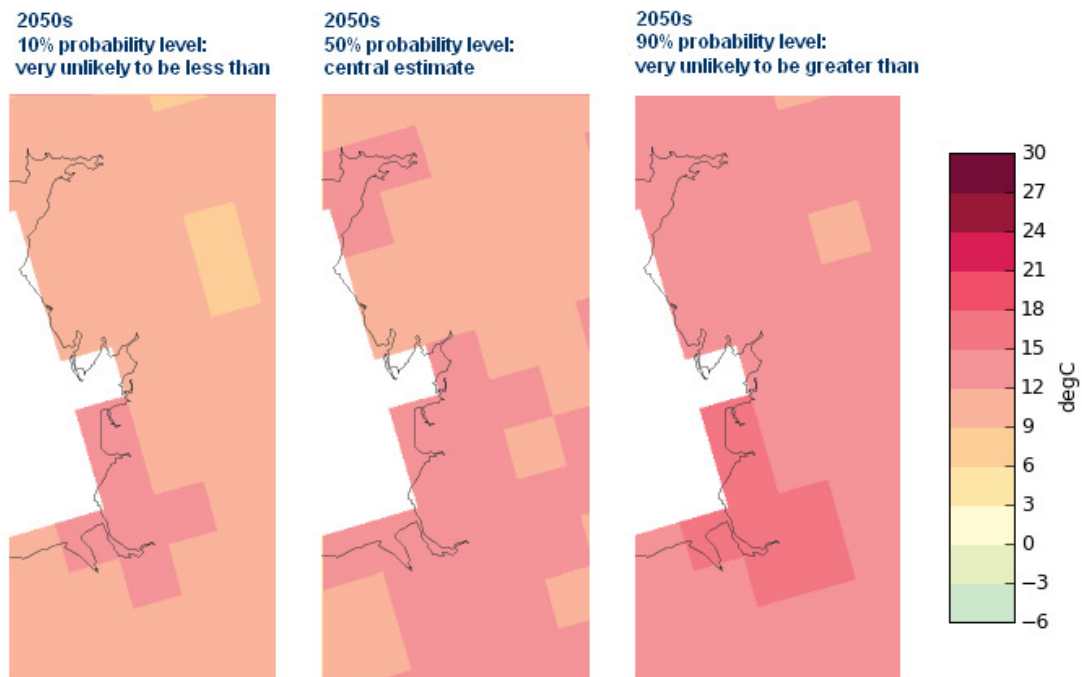 2050s
10% probability level:
very unlikely to be less than
2050s
50% probability level:
central estimate
2050s
90% probability level:
very unlikely to be greater than
30
27
24
21
18
15
12
9
6
3
0
−3
−6
degC